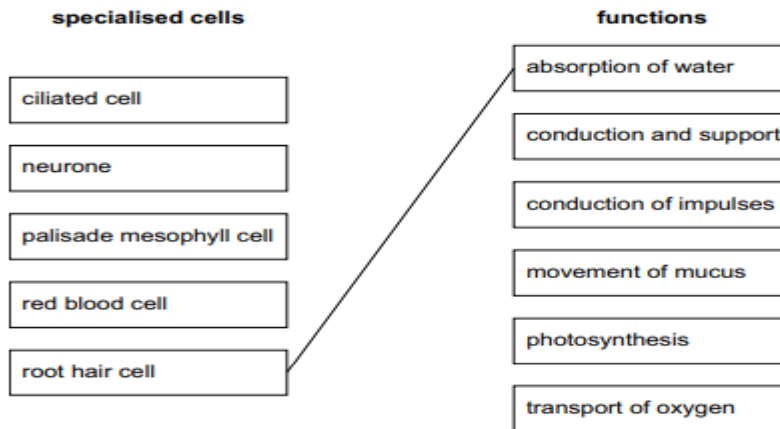 specialised cells
functions
ciliated cell
neurone
palisade mesophyll cell
red blood cell
root hair cell
absorption of water
conduction and support
conduction of impulses
movement of mucus
photosynthesis
transport of oxygen